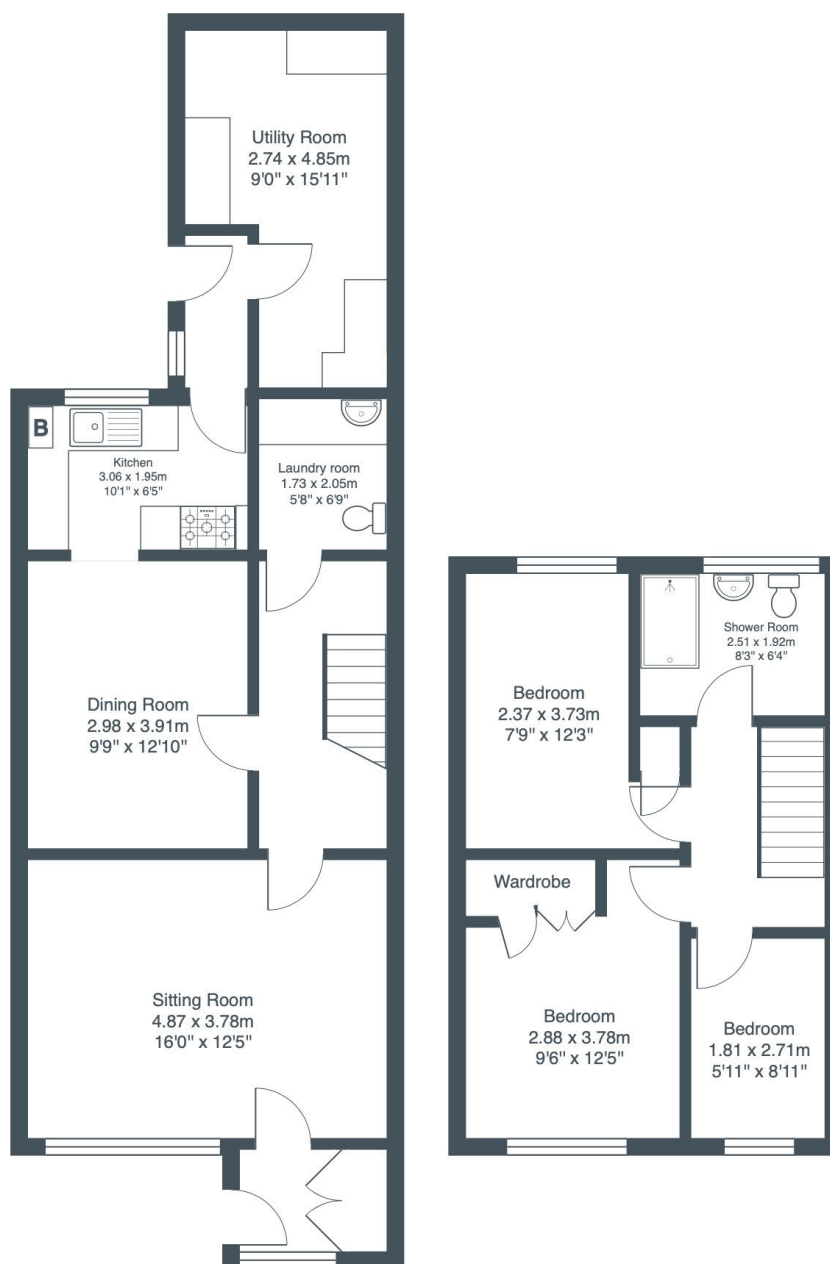 Utility Room
2.74 x 4.85m
9'0" x 15'11"
B
Kitchen
3.06 x 1.95m
10'1" x 6'5"
Laundry room
1.73 x 2.05m
5'8" x 6'9"
Dining Room
2.98 x 3.91m
9'9" x 12'10"
Sitting Room
4.87 x 3.78m
16'0" x 12'5"
Shower Room
2.51 x 1.92m
8'3" x 6'4"
Bedroom
2.37 x 3.73m
7'9" x 12'3"
Wardrobe
Bedroom
2.88 x 3.78m
9'6" x 12'5"
Bedroom
1.81 x 2.71m
5'11" x 8'11"